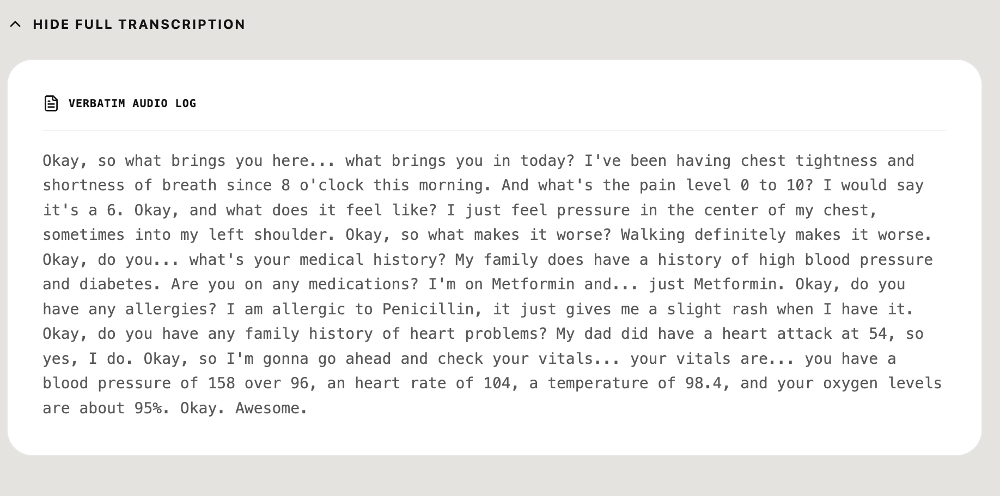 HIDE FULL TRANSCRIPTION
VERBATIM AUDIO LOG
Okay, so what brings you here... what brings you in today? I've been having chest tightness and
shortness of breath since 8 o'clock this morning. And what's the pain level 0 to 10? I would say
it's a 6. Okay, and what does it feel like? I just feel pressure in the center of my chest,
sometimes into my left shoulder. Okay, so what makes it worse? Walking definitely makes it worse.
Okay, do you... what's your medical history? My family does have a history of high blood pressure
and diabetes. Are you on any medications? I'm on Metformin and... just Metformin. Okay, do you
have any allergies? I am allergic to Penicillin, it just gives me a slight rash when I have it.
Okay, do you have any family history of heart problems? My dad did have a heart attack at 54, so
yes, I do. Okay, so I'm gonna go ahead and check your vitals... your vitals are... you have a
blood pressure of 158 over 96, an heart rate of 104, a temperature of 98.4, and your oxygen levels
are about 95%. Okay. Awesome.